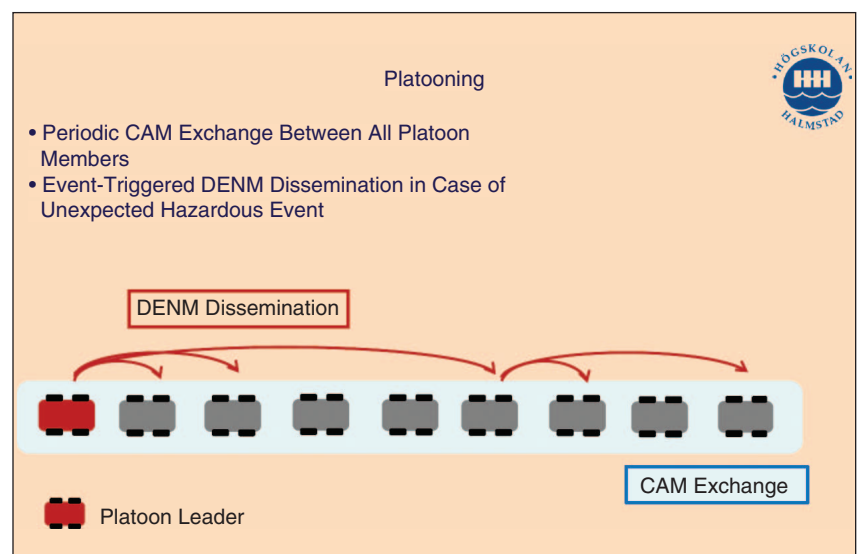 Platooning
HÖGSKOLAN
HH
HALMSTAD
• Periodic CAM Exchange Between All Platoon
Members
• Event-Triggered DENM Dissemination in Case of
Unexpected Hazardous Event
DENM Dissemination
CAM Exchange
Platoon Leader